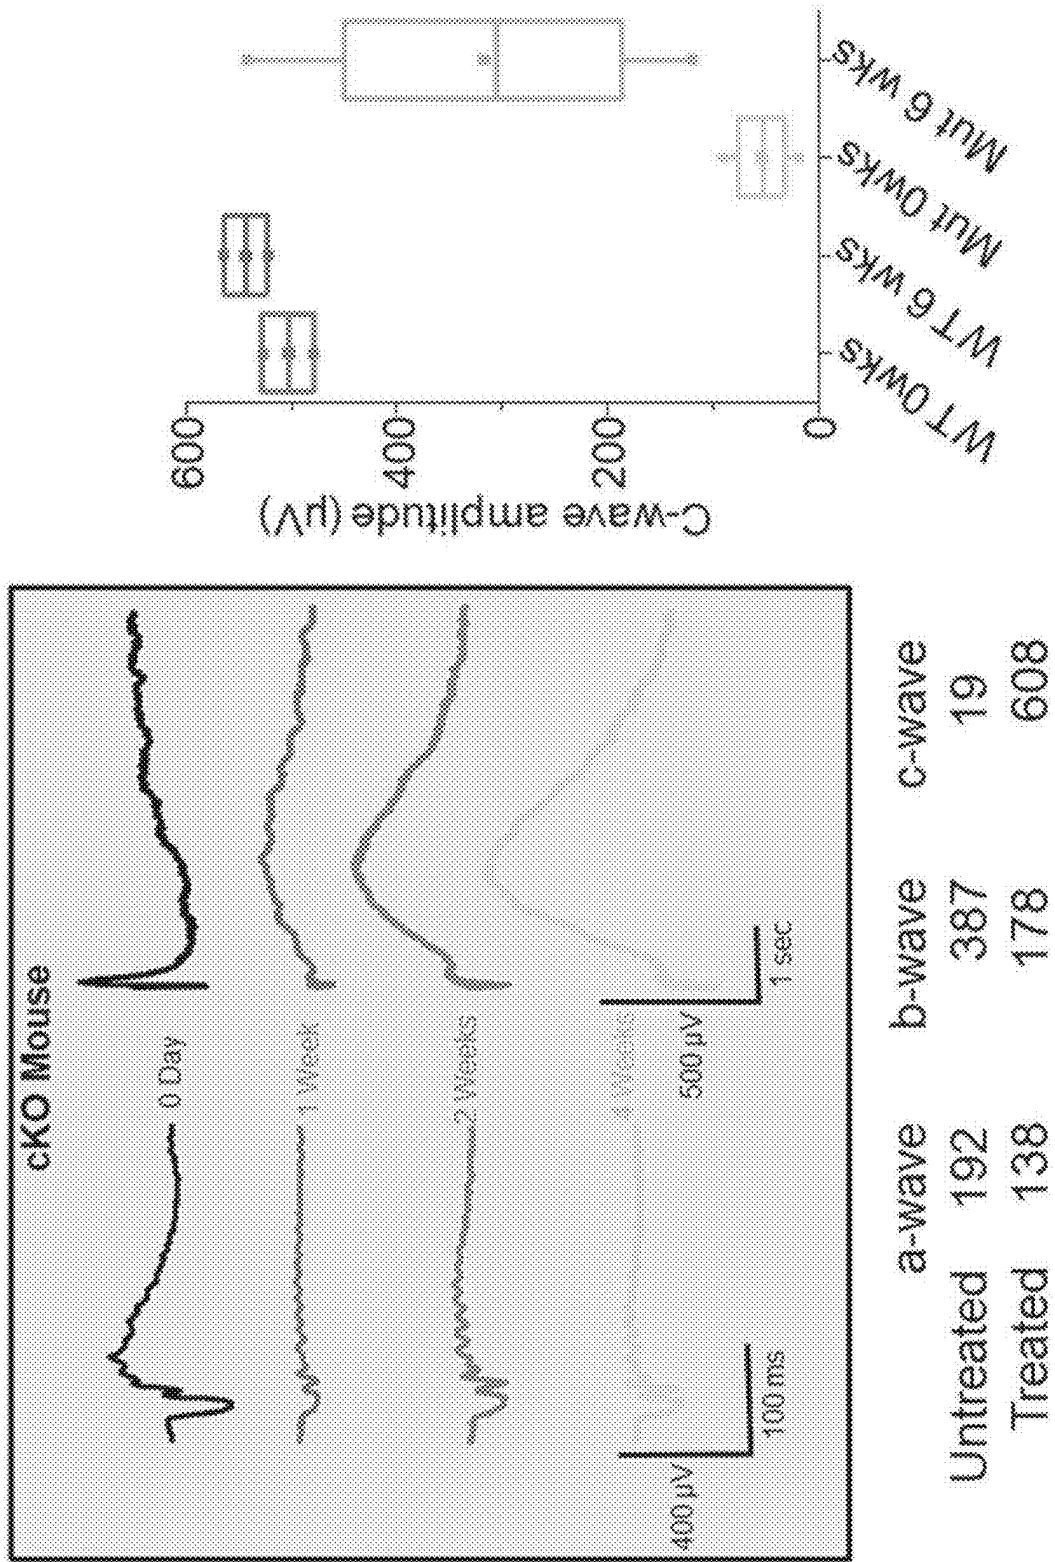 cKO Mouse
0 Day
1 Week
2 Weeks
4 Weeks
400 µV
100 ms
500 µV
1 sec
a-wave b-wave c-wave
Untreated 192 387 19
Treated 138 178 608
C-wave amplitude (µV)
600
400
200
0
WT 0wks
WT 6 wks
Mut 0wks
Mut 6 wks